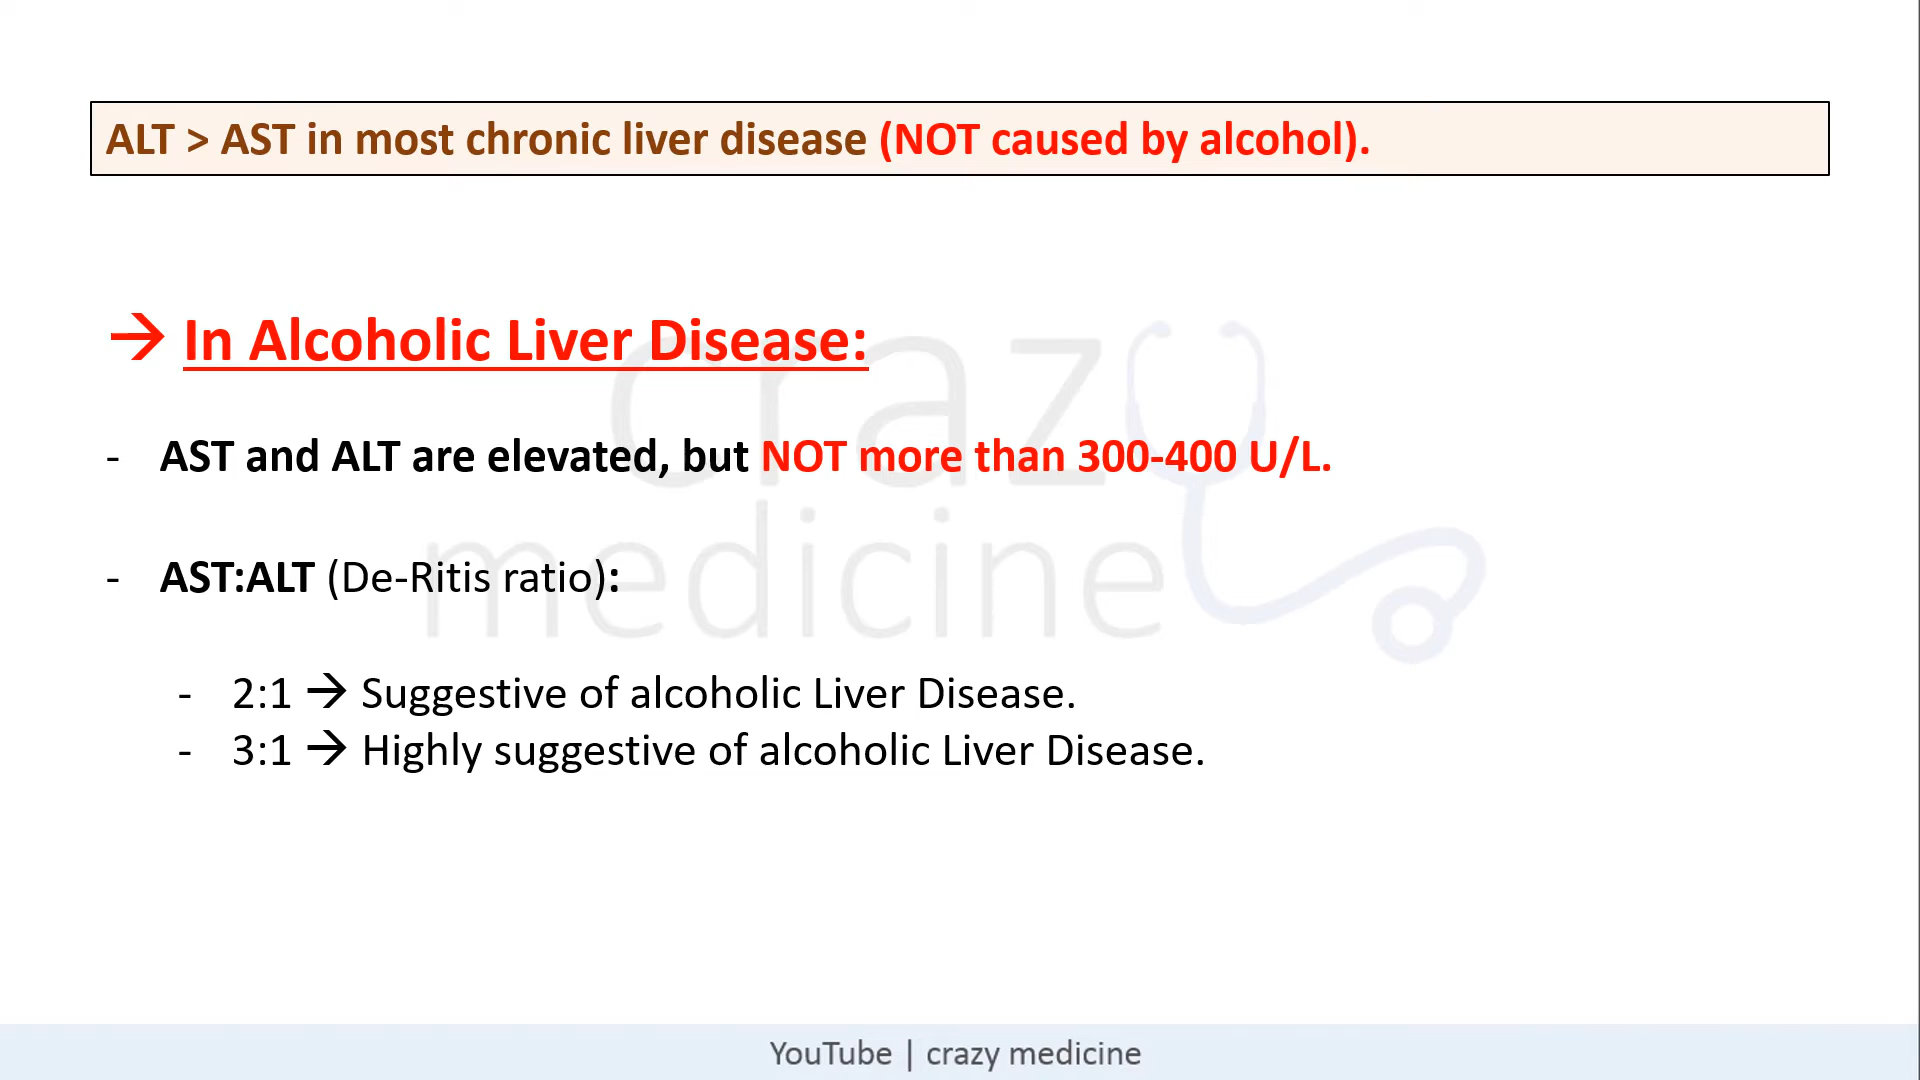 ALT > AST in most chronic liver disease (NOT caused by alcohol).
→ In Alcoholic Liver Disease:
- AST and ALT are elevated, but NOT more than 300-400 U/L.
- AST:ALT (De-Ritis ratio):
- 2:1 → Suggestive of alcoholic Liver Disease.
- 3:1 → Highly suggestive of alcoholic Liver Disease.
crazy
medicine
YouTube | crazy medicine